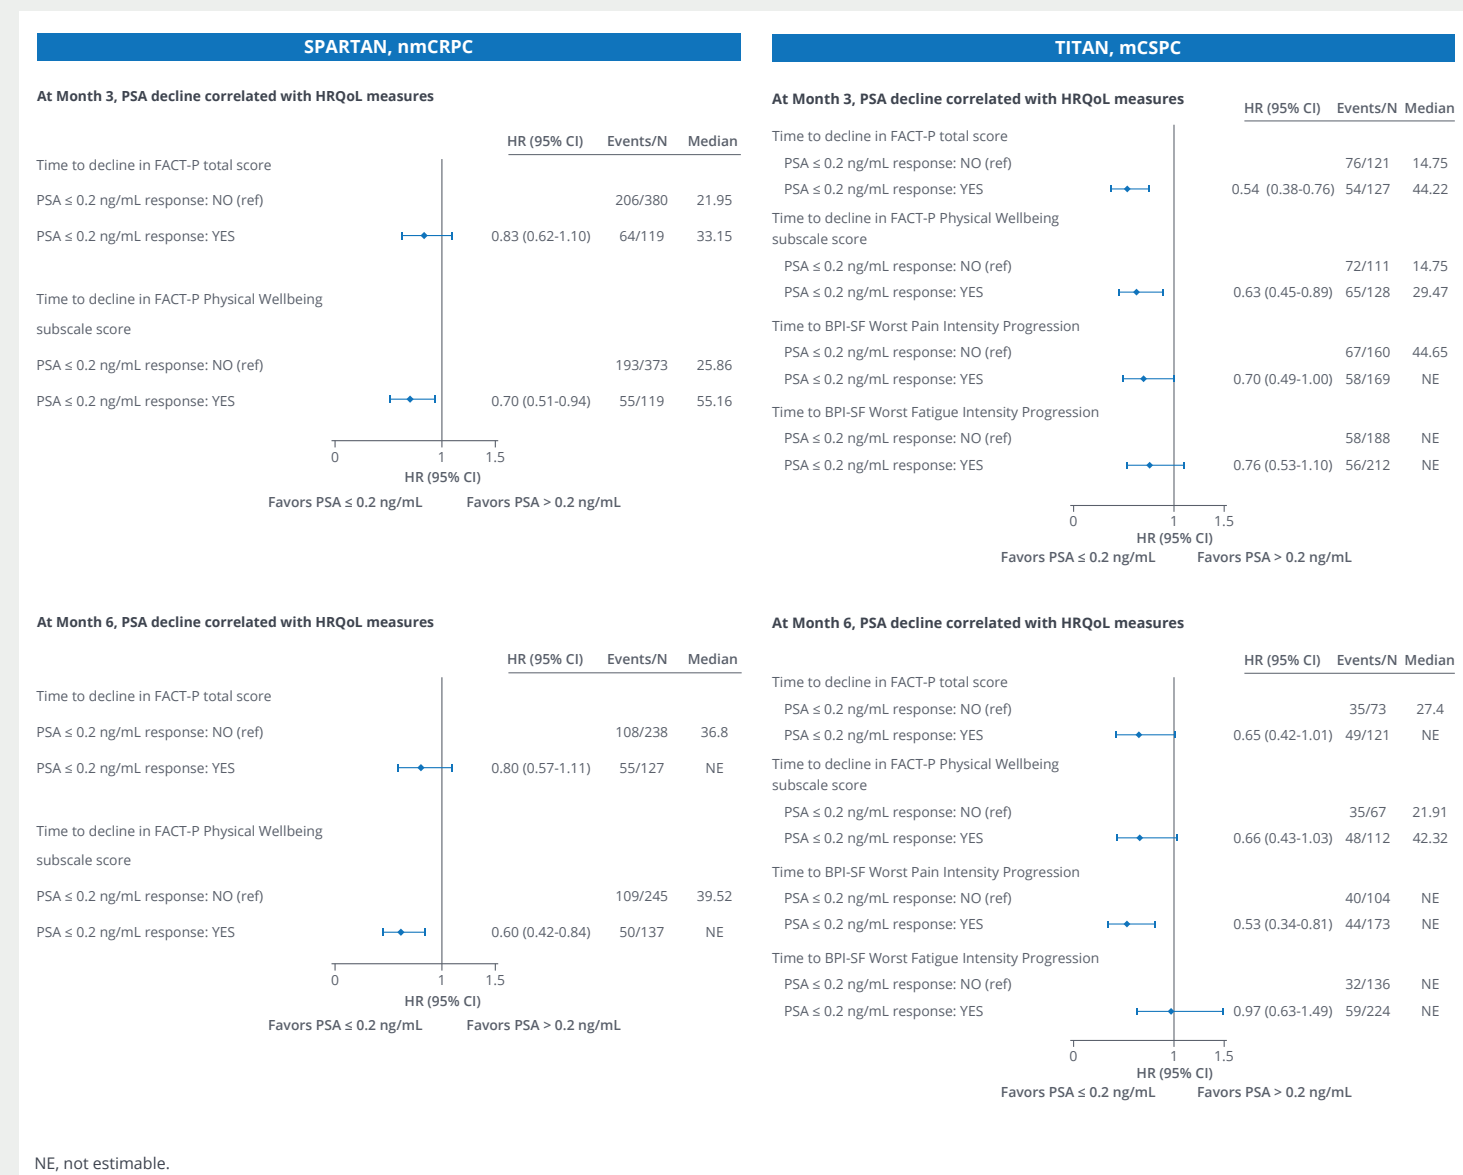 SPARTAN, nmCRPC
At Month 3, PSA decline correlated with HRQoL measures
HR (95% CI) Events/N Median
Time to decline in FACT-P total score
PSA ≤ 0.2 ng/mL response: NO (ref) 206/380 21.95
PSA ≤ 0.2 ng/mL response: YES 0.83 (0.62-1.10) 64/119 33.15
Time to decline in FACT-P Physical Wellbeing
subscale score
PSA ≤ 0.2 ng/mL response: NO (ref) 193/373 25.86
PSA ≤ 0.2 ng/mL response: YES 0.70 (0.51-0.94) 55/119 55.16
0 1 1.5
HR (95% CI)
Favors PSA ≤ 0.2 ng/mL Favors PSA > 0.2 ng/mL
At Month 6, PSA decline correlated with HRQoL measures
HR (95% CI) Events/N Median
Time to decline in FACT-P total score
PSA ≤ 0.2 ng/mL response: NO (ref) 108/238 36.8
PSA ≤ 0.2 ng/mL response: YES 0.80 (0.57-1.11) 55/127 NE
Time to decline in FACT-P Physical Wellbeing
subscale score
PSA ≤ 0.2 ng/mL response: NO (ref) 109/245 39.52
PSA ≤ 0.2 ng/mL response: YES 0.60 (0.42-0.84) 50/137 NE
0 1 1.5
HR (95% CI)
Favors PSA ≤ 0.2 ng/mL Favors PSA > 0.2 ng/mL
TITAN, mCSPC
At Month 3, PSA decline correlated with HRQoL measures
HR (95% CI) Events/N Median
Time to decline in FACT-P total score
PSA ≤ 0.2 ng/mL response: NO (ref) 76/121 14.75
PSA ≤ 0.2 ng/mL response: YES 0.54 (0.38-0.76) 54/127 44.22
Time to decline in FACT-P Physical Wellbeing
subscale score
PSA ≤ 0.2 ng/mL response: NO (ref) 72/111 14.75
PSA ≤ 0.2 ng/mL response: YES 0.63 (0.45-0.89) 65/128 29.47
Time to BPI-SF Worst Pain Intensity Progression
PSA ≤ 0.2 ng/mL response: NO (ref) 67/160 44.65
PSA ≤ 0.2 ng/mL response: YES 0.70 (0.49-1.00) 58/169 NE
Time to BPI-SF Worst Fatigue Intensity Progression
PSA ≤ 0.2 ng/mL response: NO (ref) 58/188 NE
PSA ≤ 0.2 ng/mL response: YES 0.76 (0.53-1.10) 56/212 NE
0 1 1.5
HR (95% CI)
Favors PSA ≤ 0.2 ng/mL Favors PSA > 0.2 ng/mL
At Month 6, PSA decline correlated with HRQoL measures
HR (95% CI) Events/N Median
Time to decline in FACT-P total score
PSA ≤ 0.2 ng/mL response: NO (ref) 35/73 27.4
PSA ≤ 0.2 ng/mL response: YES 0.65 (0.42-1.01) 49/121 NE
Time to decline in FACT-P Physical Wellbeing
subscale score
PSA ≤ 0.2 ng/mL response: NO (ref) 35/67 21.91
PSA ≤ 0.2 ng/mL response: YES 0.66 (0.43-1.03) 48/112 42.32
Time to BPI-SF Worst Pain Intensity Progression
PSA ≤ 0.2 ng/mL response: NO (ref) 40/104 NE
PSA ≤ 0.2 ng/mL response: YES 0.53 (0.34-0.81) 44/173 NE
Time to BPI-SF Worst Fatigue Intensity Progression
PSA ≤ 0.2 ng/mL response: NO (ref) 32/136 NE
PSA ≤ 0.2 ng/mL response: YES 0.97 (0.63-1.49) 59/224 NE
0 1 1.5
HR (95% CI)
Favors PSA ≤ 0.2 ng/mL Favors PSA > 0.2 ng/mL
NE, not estimable.